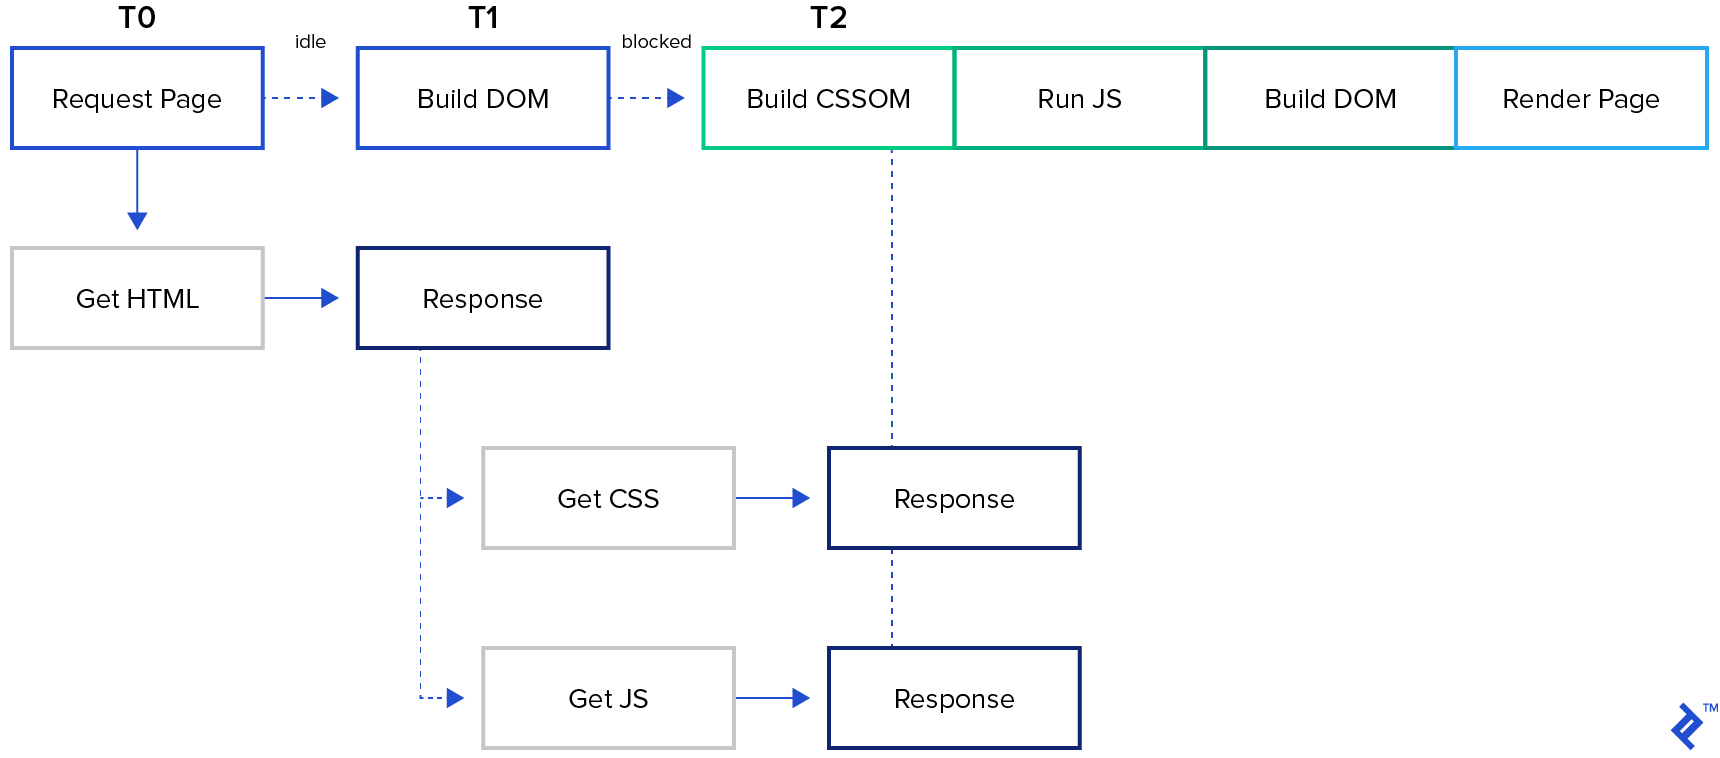 T0
T1
T2
idle
blocked
Request Page
Build DOM
Build CSSOM
Run JS
Build DOM
Render Page
Get HTML
Response
Get CSS
Response
Get JS
Response
TM